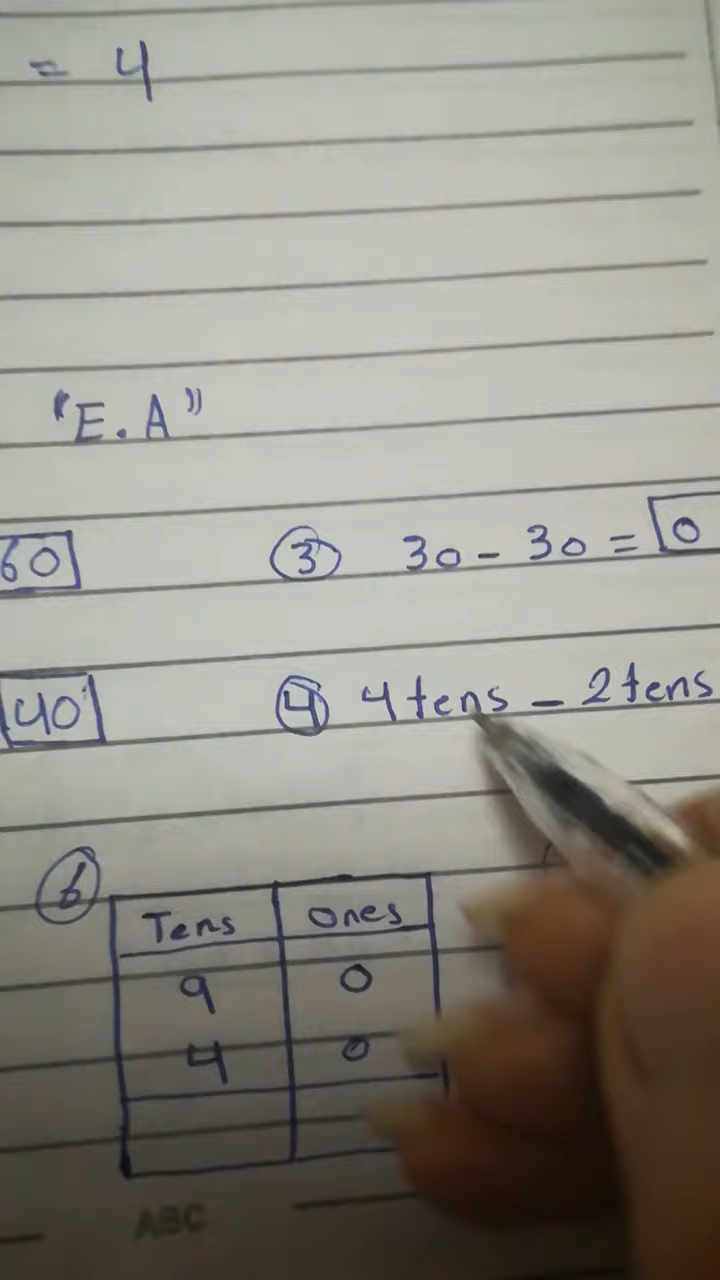 = 4
"E.A"
60 ③ 30 - 30 = 0
40 ④ 4 tens - 2 tens
⑥ Tens Ones
9 0
4 0
ABC